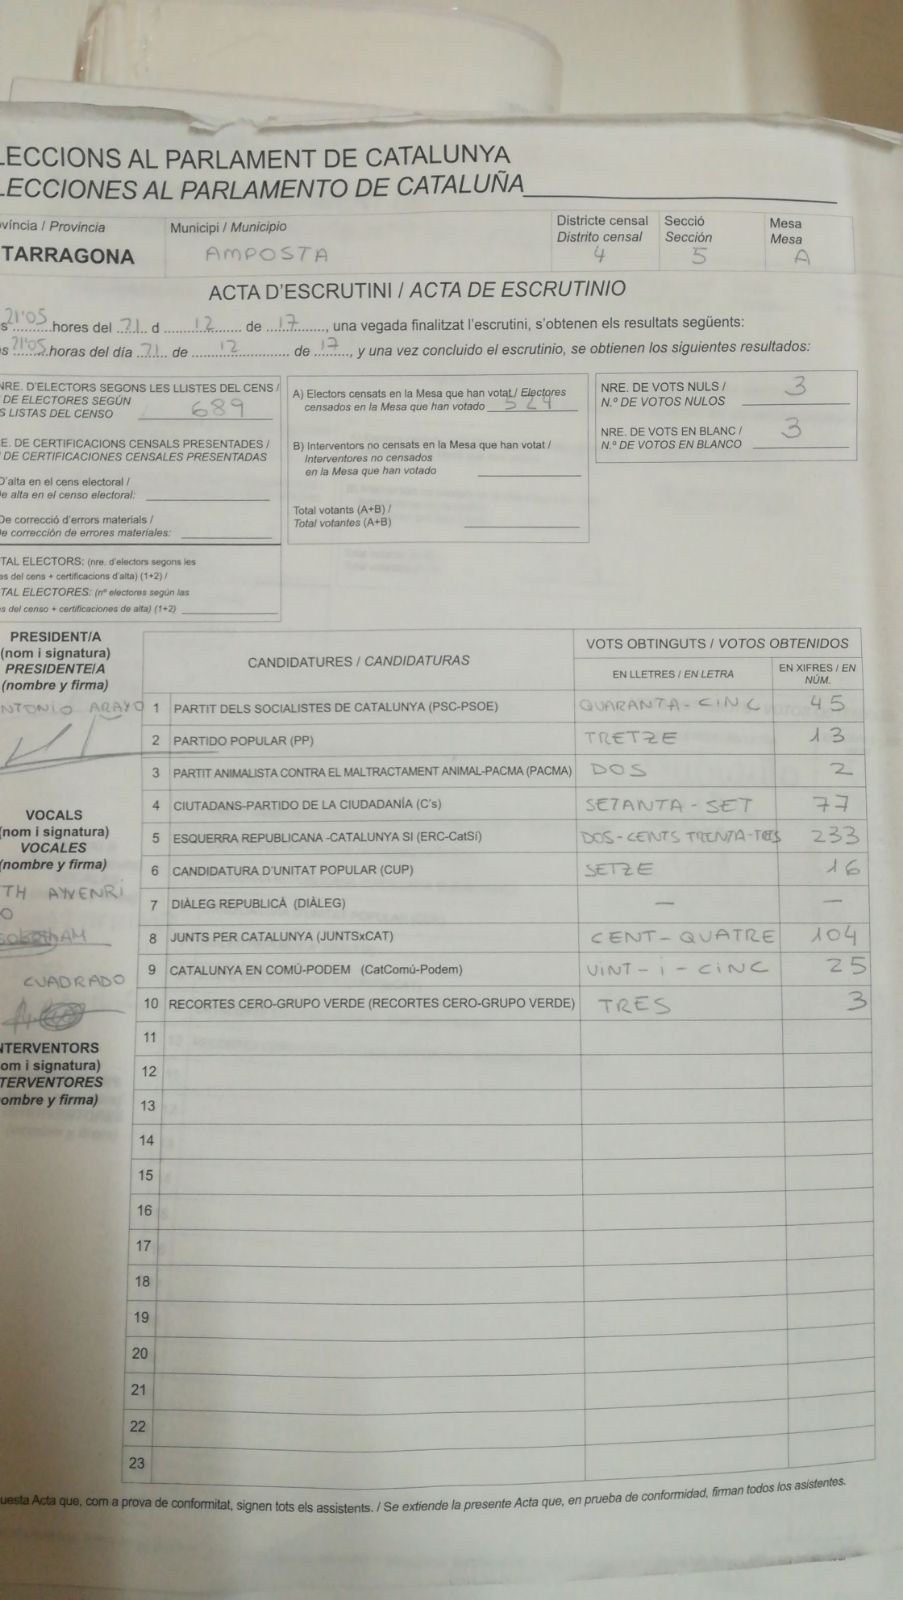 LECCIONS AL PARLAMENT DE CATALUNYA
LECCIONES AL PARLAMENTO DE CATALUÑA
víncia / Provincia
TARRAGONA
Municipi / Municipio
AMPOSTA
Districte censal
Distrito censal
4
Secció
Sección
5
Mesa
Mesa
A
ACTA D'ESCRUTINI / ACTA DE ESCRUTINIO
s 21'05 hores del 21 d 12 de 17, una vegada finalitzat l'escrutini, s'obtenen els resultats següents:
s 21'05 horas del día 21 de 12 de 17, y una vez concluido el escrutinio, se obtienen los siguientes resultados:
NRE. D'ELECTORS SEGONS LES LLISTES DEL CENS /
DE ELECTORES SEGÚN
S LISTAS DEL CENSO 689
E. DE CERTIFICACIONS CENSALS PRESENTADES /
DE CERTIFICACIONES CENSALES PRESENTADAS
D'alta en el cens electoral /
e alta en el censo electoral:
De correcció d'errors materials /
e corrección de errores materiales:
TAL ELECTORS: (nre. d'electors segons les
as del cens + certificacions d'alta) (1+2) /
TAL ELECTORES: (nº electores según las
s del censo + certificaciones de alta) (1+2)
A) Electors censats en la Mesa que han votat / Electores
censados en la Mesa que han votado 524
B) Interventors no censats en la Mesa que han votat /
Interventores no censados
en la Mesa que han votado
Total votants (A+B) /
Total votantes (A+B)
NRE. DE VOTS NULS /
N.º DE VOTOS NULOS 3
NRE. DE VOTS EN BLANC /
N.º DE VOTOS EN BLANCO 3
PRESIDENT/A
(nom i signatura)
PRESIDENTE/A
(nombre y firma)
NTONIO ARAYO
VOCALS
(nom i signatura)
VOCALES
(nombre y firma)
TH
O
CUADRADO
NTERVENTORS
om i signatura)
TERVENTORES
ombre y firma)
CANDIDATURES / CANDIDATURAS
VOTS OBTINGUTS / VOTOS OBTENIDOS
EN LLETRES / EN LETRA
EN XIFRES / EN
NÚM.
1 PARTIT DELS SOCIALISTES DE CATALUNYA (PSC-PSOE) QUARANTA-CINC 45
2 PARTIDO POPULAR (PP) TRETZE 13
3 PARTIT ANIMALISTA CONTRA EL MALTRACTAMENT ANIMAL-PACMA (PACMA) DOS 2
4 CIUTADANS-PARTIDO DE LA CIUDADANÍA (C's) SETANTA-SET 77
5 ESQUERRA REPUBLICANA -CATALUNYA SI (ERC-CatSí) DOS-CENTS TRENTA-TRES 233
6 CANDIDATURA D'UNITAT POPULAR (CUP) SETZE 16
7 DIÀLEG REPUBLICÀ (DIÀLEG) — —
8 JUNTS PER CATALUNYA (JUNTSxCAT) CENT-QUATRE 104
9 CATALUNYA EN COMÚ-PODEM (CatComú-Podem) VINT-i-CINC 25
10 RECORTES CERO-GRUPO VERDE (RECORTES CERO-GRUPO VERDE) TRES 3
11
12
13
14
15
16
17
18
19
20
21
22
23
uesta Acta que, com a prova de conformitat, signen tots els assistents. / Se extiende la presente Acta que, en prueba de conformidad, firman todos los asistentes.